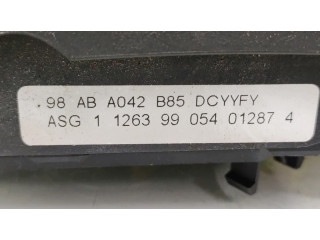 .98 AB A042 B85 DCYYFY
ASG 1 1263 99 054 01287 4